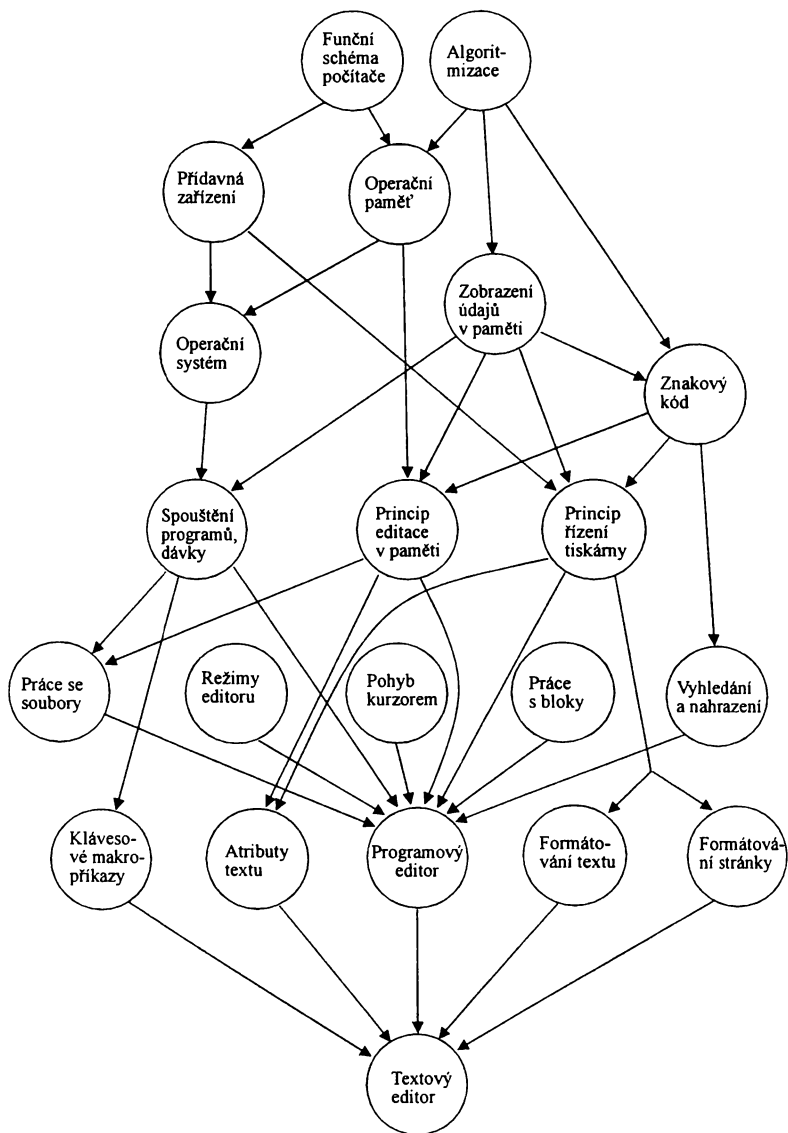 Funční
schéma
počítače
Algorit-
mizace
Přídavná
zařízení
Operační
paměť
Zobrazení
údajů
v paměti
Operační
systém
Znakový
kód
Spouštění
programů,
dávky
Princip
editace
v paměti
Princip
řízení
tiskárny
Práce se
soubory
Režimy
editoru
Pohyb
kurzorem
Práce
s bloky
Vyhledání
a nahrazení
Kláveso-
vé makro-
příkazy
Atributy
textu
Programový
editor
Formáto-
vání textu
Formátová-
ní stránky
Textový
editor